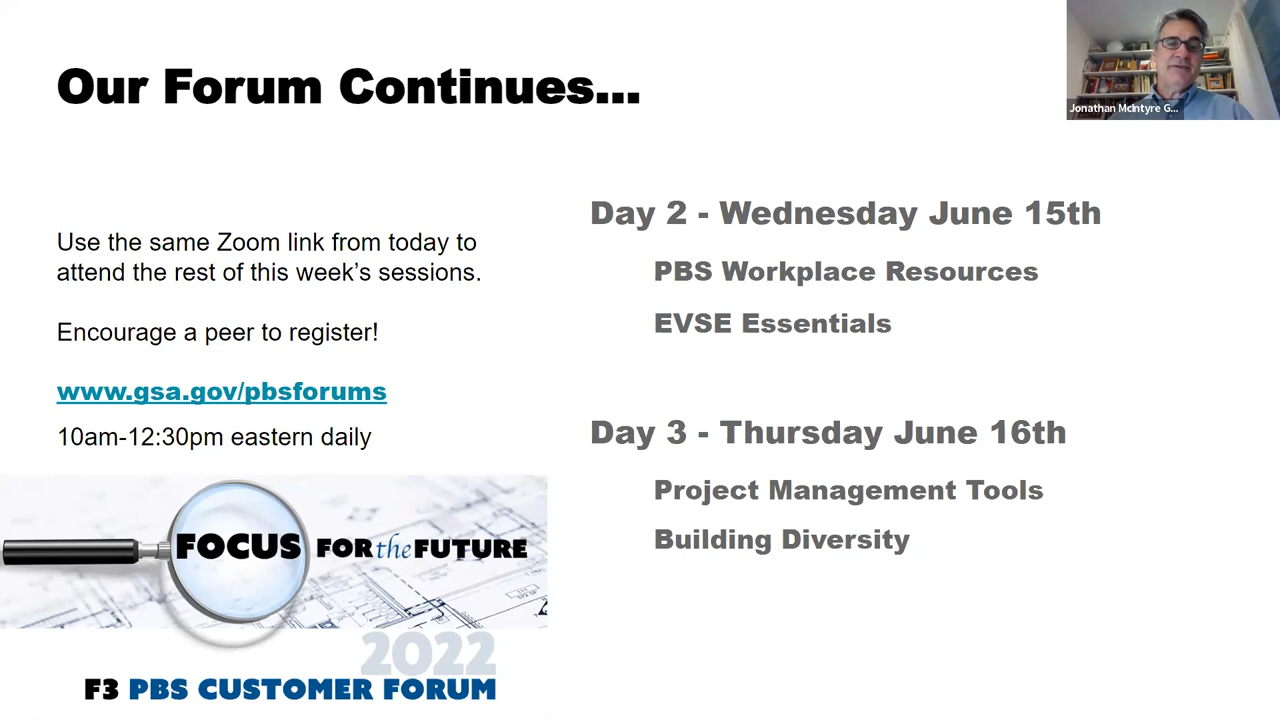 Our Forum Continues...
Jonathan McIntyre G...
Use the same Zoom link from today to
attend the rest of this week's sessions.
Encourage a peer to register!
www.gsa.gov/pbsforums
10am-12:30pm eastern daily
Day 2 - Wednesday June 15th
PBS Workplace Resources
EVSE Essentials
Day 3 - Thursday June 16th
Project Management Tools
Building Diversity
FOCUS FOR the FUTURE
2022
F3 PBS CUSTOMER FORUM